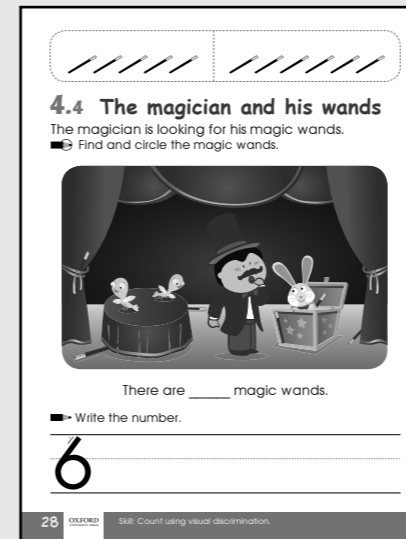 4.4 The magician and his wands
The magician is looking for his magic wands.
Find and circle the magic wands.
There are ______ magic wands.
Write the number.
6
28 OXFORD Skill: Count using visual discrimination.